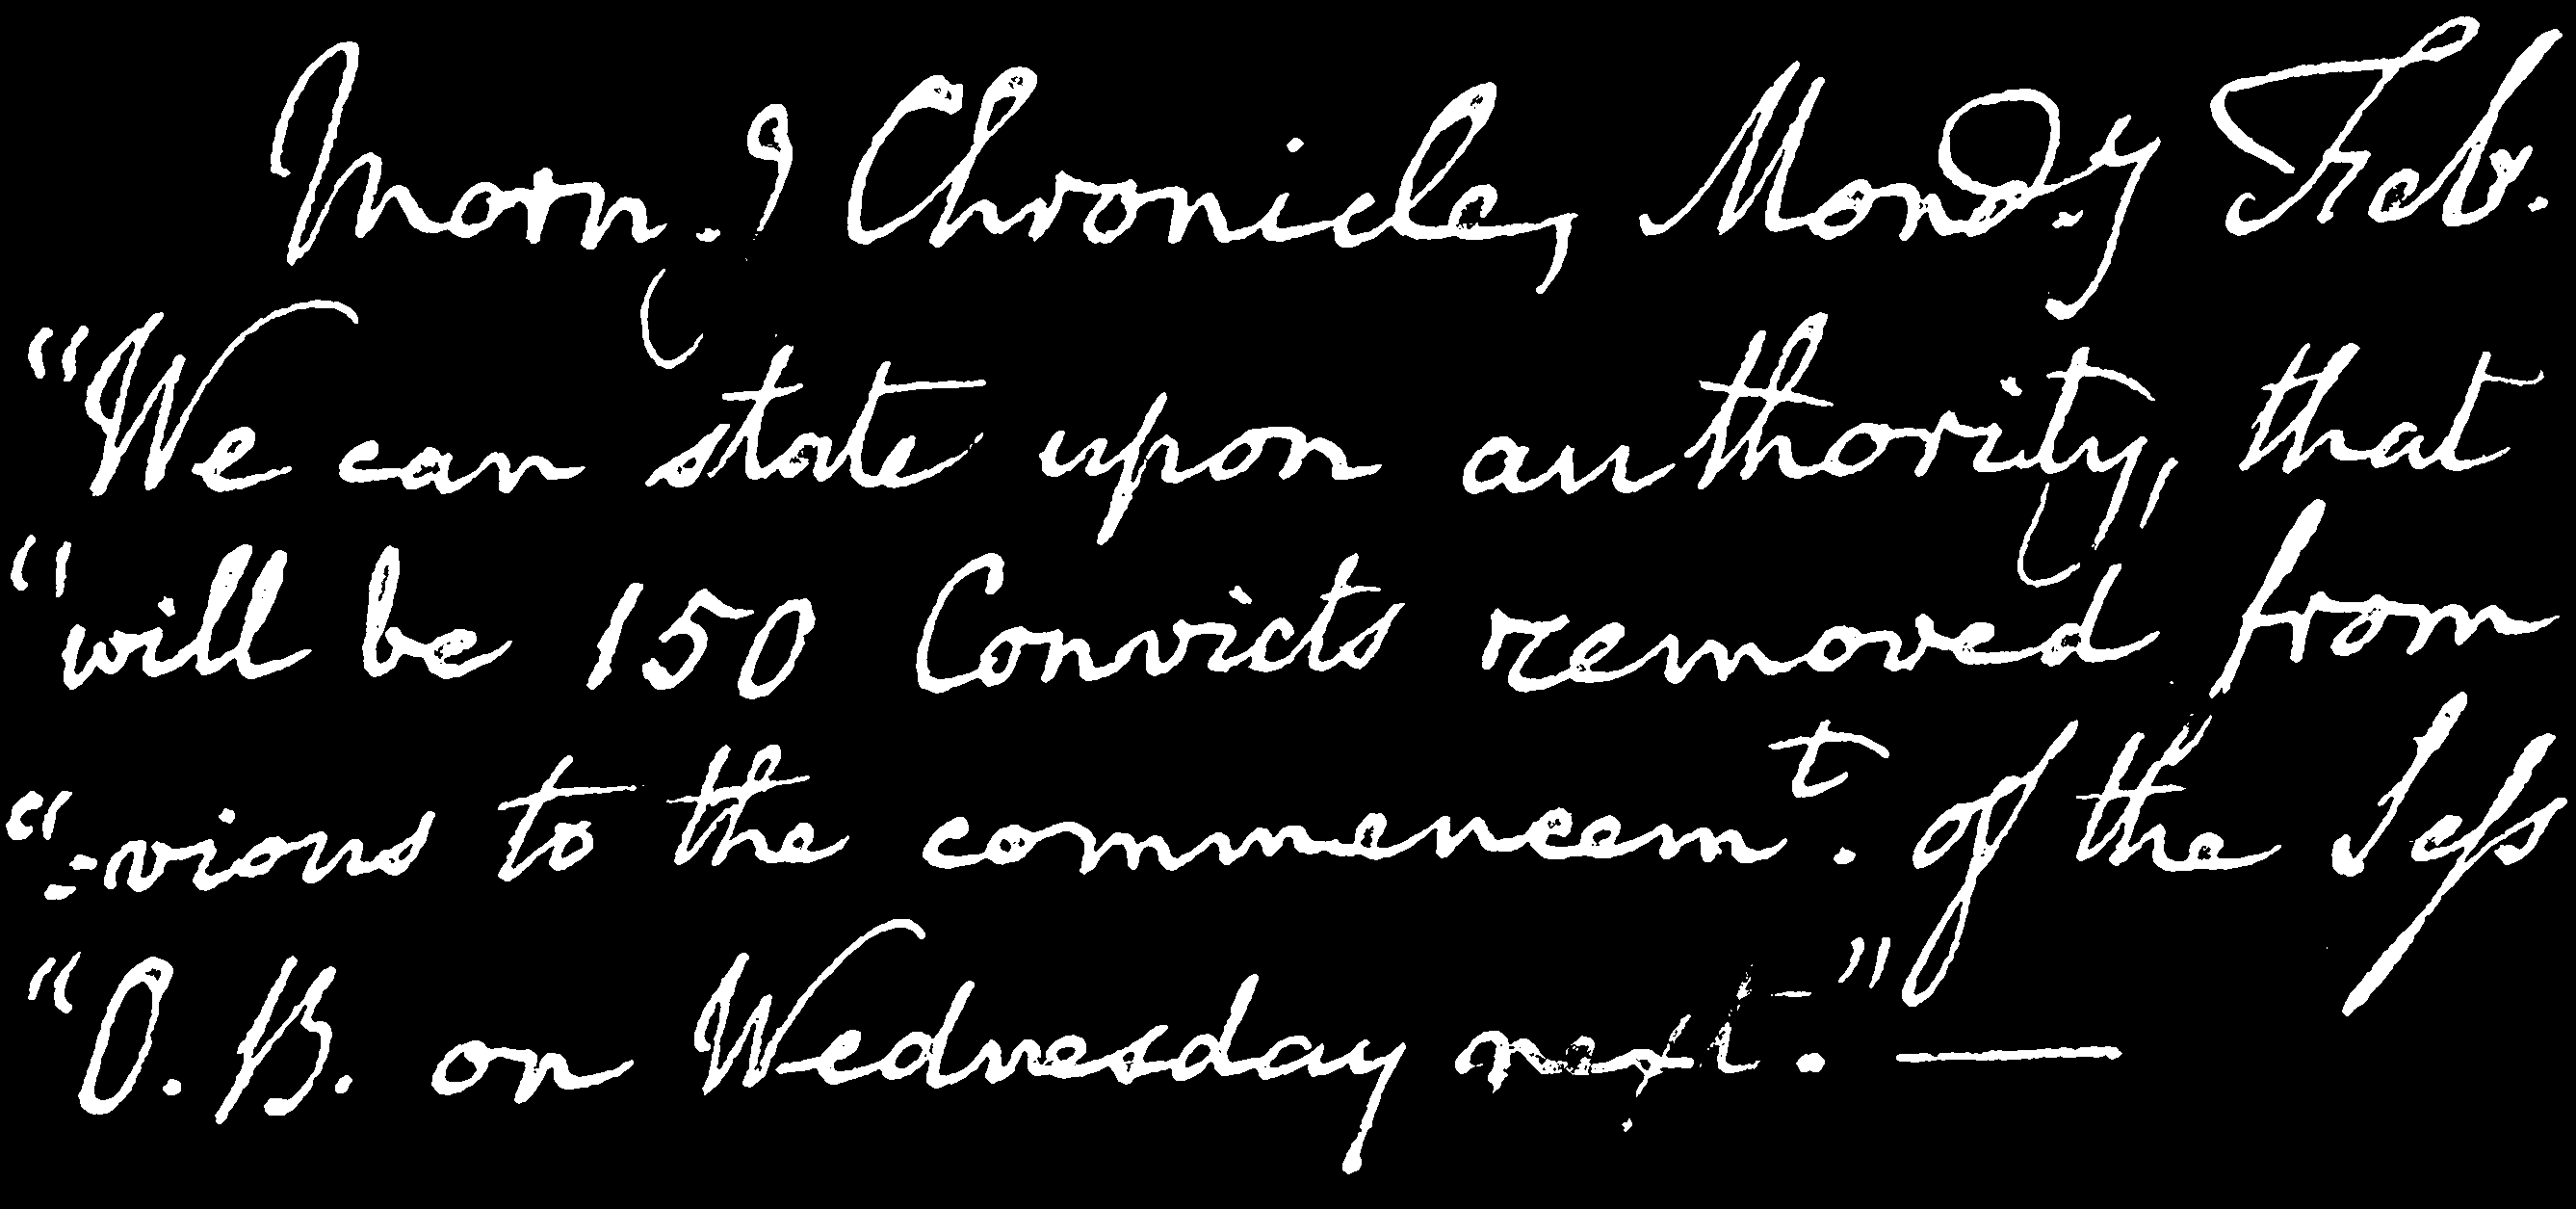 Morn.g Chronicle, Mond.y Feb.
"We can state upon authority, that
"will be 150 Convicts removed from
"=vious to the commencem.t of the Sess
"O. B. on Wednesday next." —